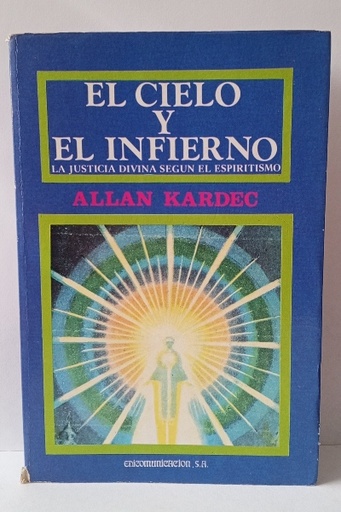 EL CIELO
Y
EL INFIERNO
LA JUSTICIA DIVINA SEGUN EL ESPIRITISMO
ALLAN KARDEC
EDICOMUNICACION, S.A.